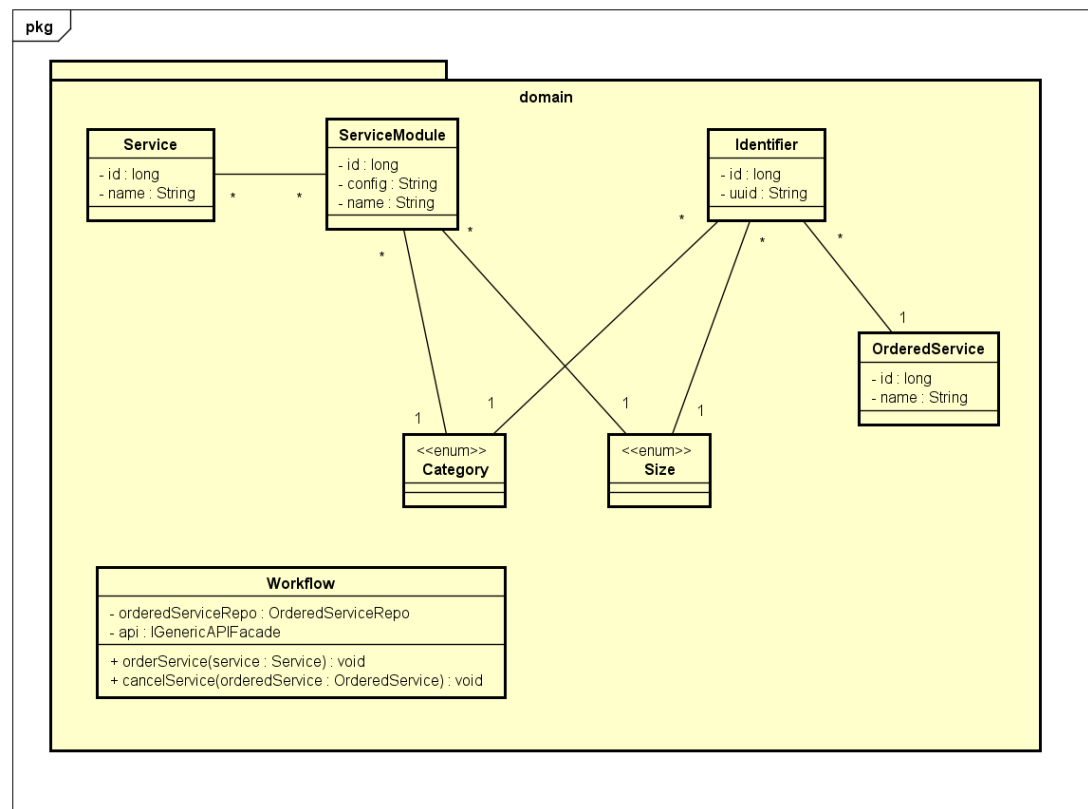 pkg
domain
Service
- id : long
- name : String
ServiceModule
- id : long
- config : String
- name : String
Identifier
- id : long
- uuid : String
*
*
*
*
*
*
*
1
OrderedService
- id : long
- name : String
1
1
1
1
<<enum>>
Category
<<enum>>
Size
Workflow
- orderedServiceRepo : OrderedServiceRepo
- api : IGenericAPIFacade
+ orderService(service : Service) : void
+ cancelService(orderedService : OrderedService) : void